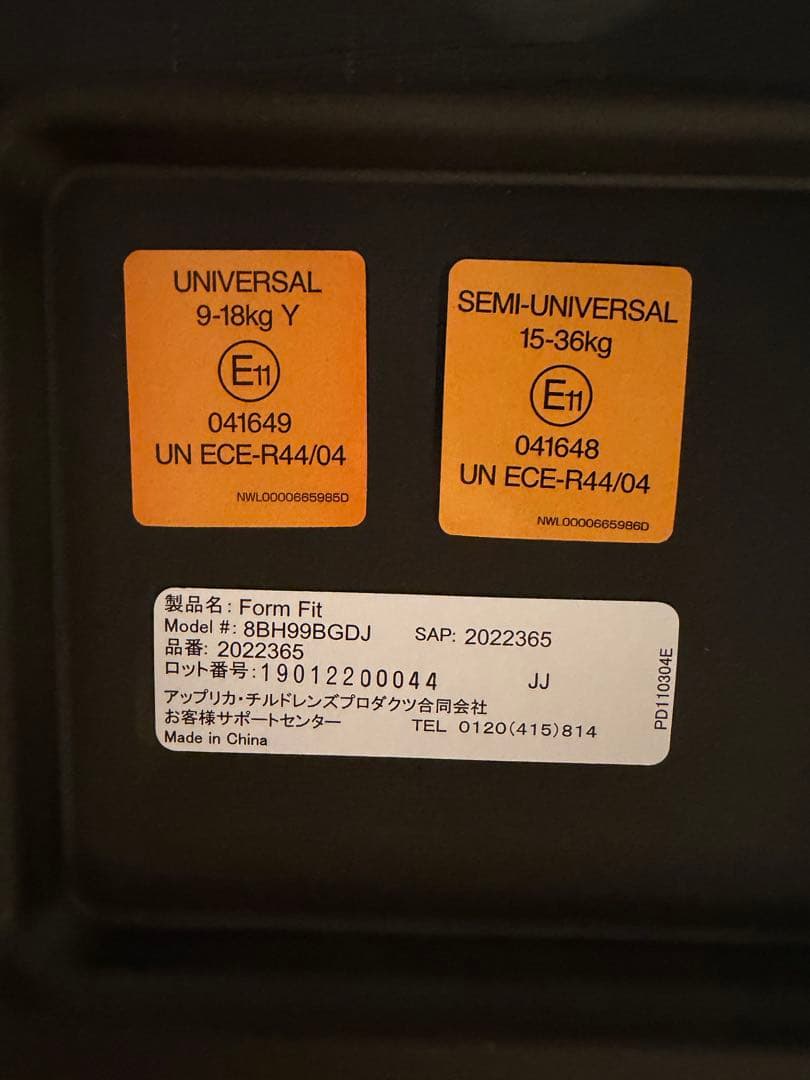 UNIVERSAL
9-18kg Y
E11
041649
UN ECE-R44/04
NWL0000665985D
SEMI-UNIVERSAL
15-36kg
E11
041648
UN ECE-R44/04
NWL0000665986D
製品名: Form Fit
Model #: 8BH99BGDJ SAP: 2022365
品番: 2022365
ロット番号:19012200044 JJ
アップリカ・チルドレンズプロダクツ合同会社
お客様サポートセンター TEL 0120(415)814
Made in China
PD110304E